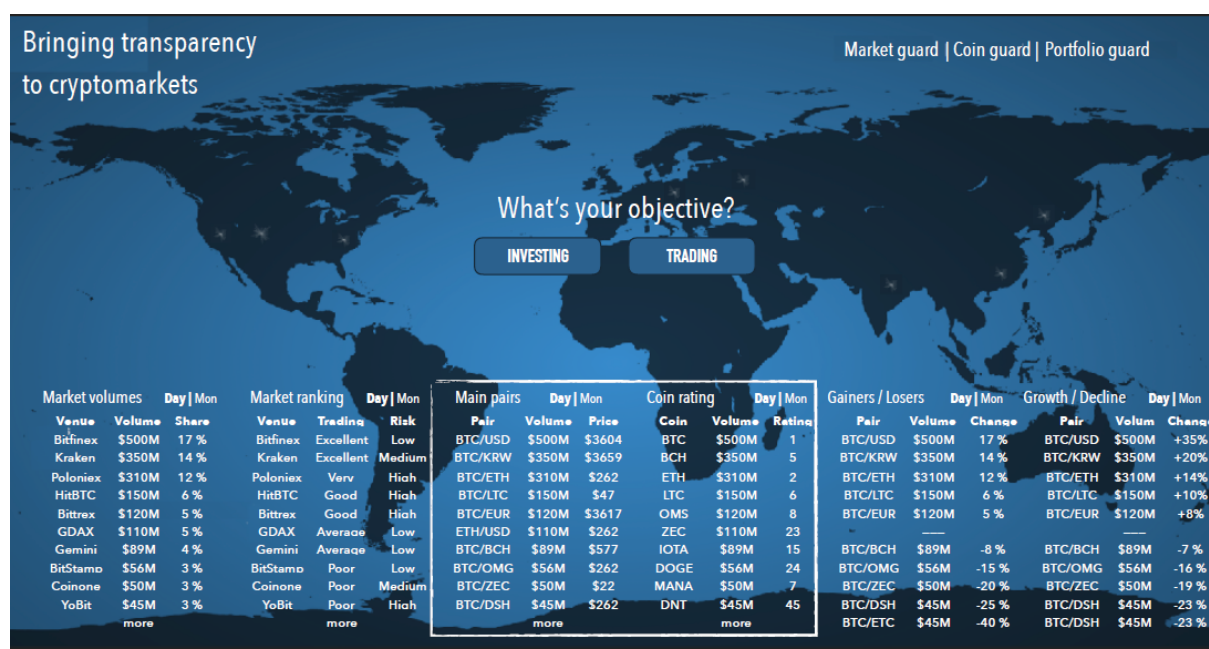 Bringing transparency
to cryptomarkets
Market guard | Coin guard | Portfolio guard
What's your objective?
INVESTING
TRADING
Market volumes Day | Mon
Venue Volume Share
Bitfinex $500M 17 %
Kraken $350M 14 %
Poloniex $310M 12 %
HitBTC $150M 6 %
Bittrex $120M 5 %
GDAX $110M 5 %
Gemini $89M 4 %
BitStamp $56M 3 %
Coinone $50M 3 %
YoBit $45M 3 %
more
Market ranking Day | Mon
Venue Trading Risk
Bitfinex Excellent Low
Kraken Excellent Medium
Poloniex Very High
HitBTC Good High
Bittrex Good High
GDAX Average Low
Gemini Average Low
BitStamp Poor Low
Coinone Poor Medium
YoBit Poor High
more
Main pairs Day | Mon
Pair Volume Price
BTC/USD $500M $3604
BTC/KRW $350M $3659
BTC/ETH $310M $262
BTC/LTC $150M $47
BTC/EUR $120M $3617
ETH/USD $110M $262
BTC/BCH $89M $577
BTC/OMG $56M $262
BTC/ZEC $50M $22
BTC/DSH $45M $262
more
Coin rating Day | Mon
Coin Volume Rating
BTC $500M 1
BCH $350M 5
ETH $310M 2
LTC $150M 6
OMS $120M 8
ZEC $110M 23
IOTA $89M 15
DOGE $56M 24
MANA $50M 7
DNT $45M 45
more
Gainers / Losers Day | Mon
Pair Volume Change
BTC/USD $500M 17 %
BTC/KRW $350M 14 %
BTC/ETH $310M 12 %
BTC/LTC $150M 6 %
BTC/EUR $120M 5 %
BTC/BCH $89M -8 %
BTC/OMG $56M -15 %
BTC/ZEC $50M -20 %
BTC/DSH $45M -25 %
BTC/ETC $45M -40 %
Growth / Decline Day | Mon
Pair Volum Change
BTC/USD $500M +35%
BTC/KRW $350M +20%
BTC/ETH $310M +14%
BTC/LTC $150M +10%
BTC/EUR $120M +8%
BTC/BCH $89M -7 %
BTC/OMG $56M -16 %
BTC/ZEC $50M -19 %
BTC/DSH $45M -23 %
BTC/DSH $45M -23 %